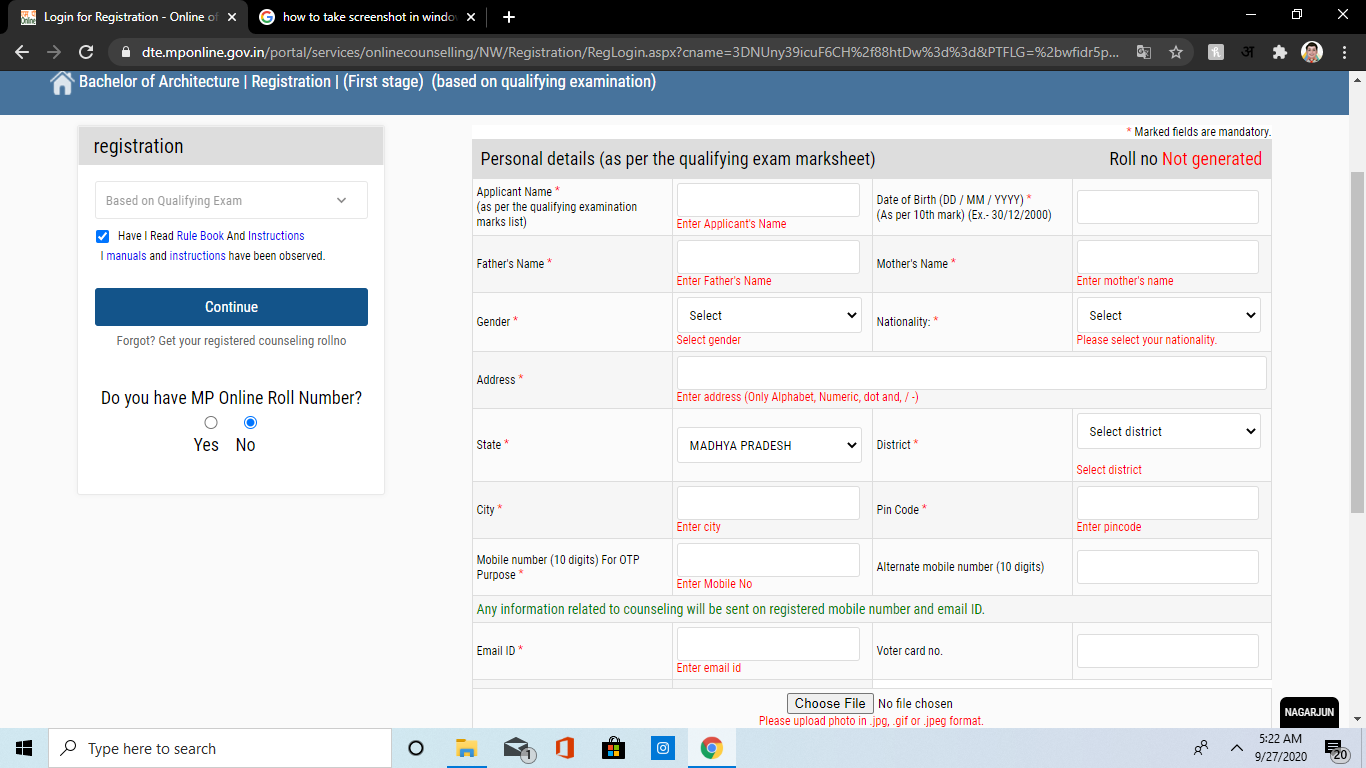 Login for Registration - Online of
how to take screenshot in windo
dte.mponline.gov.in/portal/services/onlinecounselling/NW/Registration/RegLogin.aspx?cname=3DNUny39icuF6CH%2f88htDw%3d%3d&PTFLG=%2bwfidr5p...
अ
Bachelor of Architecture | Registration | (First stage) (based on qualifying examination)
registration
Based on Qualifying Exam
Have I Read Rule Book And Instructions
I manuals and instructions have been observed.
Continue
Forgot? Get your registered counseling rollno
Do you have MP Online Roll Number?
Yes No
* Marked fields are mandatory.
Personal details (as per the qualifying exam marksheet) Roll no Not generated
Applicant Name *
(as per the qualifying examination
marks list)
Enter Applicant's Name
Date of Birth (DD / MM / YYYY) *
(As per 10th mark) (Ex.- 30/12/2000)
Father's Name *
Enter Father's Name
Mother's Name *
Enter mother's name
Gender *
Select
Select gender
Nationality: *
Select
Please select your nationality.
Address *
Enter address (Only Alphabet, Numeric, dot and, / -)
State *
MADHYA PRADESH
District *
Select district
Select district
City *
Enter city
Pin Code *
Enter pincode
Mobile number (10 digits) For OTP
Purpose *
Enter Mobile No
Alternate mobile number (10 digits)
Any information related to counseling will be sent on registered mobile number and email ID.
Email ID *
Enter email id
Voter card no.
Choose File No file chosen
Please upload photo in .jpg, .gif or .jpeg format.
NAGARJUN
Type here to search
1
5:22 AM
9/27/2020
20